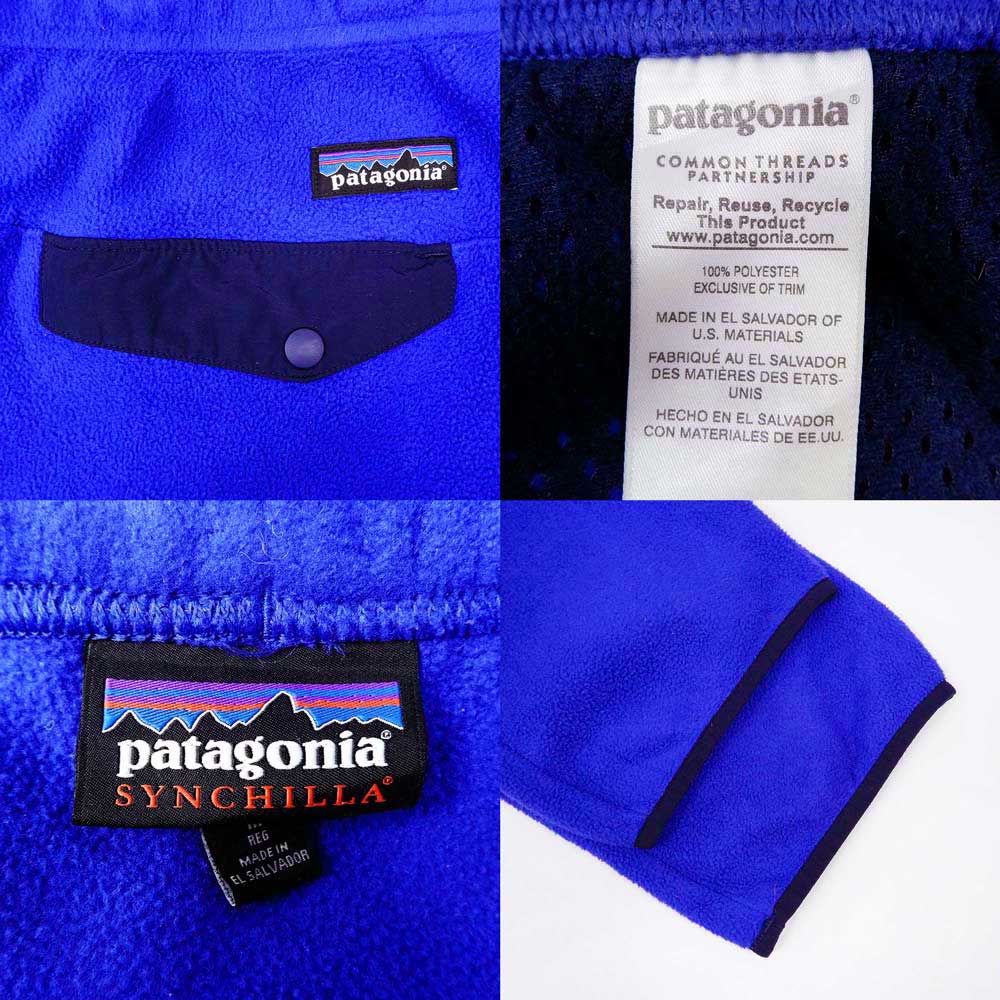 patagonia®
patagonia®
COMMON THREADS
PARTNERSHIP
Repair, Reuse, Recycle
This Product
www.patagonia.com
100% POLYESTER
EXCLUSIVE OF TRIM
MADE IN EL SALVADOR OF
U.S. MATERIALS
FABRIQUÉ AU EL SALVADOR
DES MATIÈRES DES ETATS-
UNIS
HECHO EN EL SALVADOR
CON MATERIALES DE EE.UU.
patagonia®
SYNCHILLA®
REG
MADE IN
EL SALVADOR